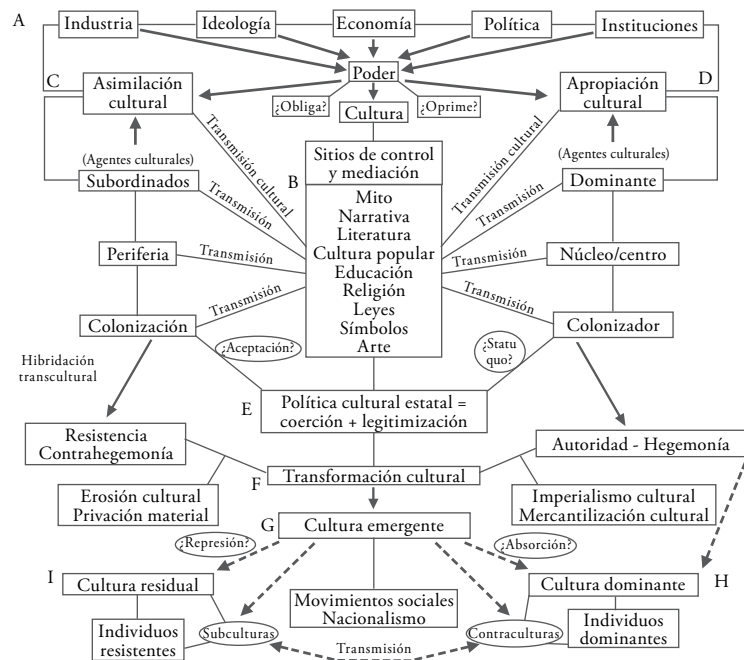 A
Industria
Ideología
Economía
Política
Instituciones
C
Poder
D
Asimilación
cultural
¿Obliga?
¿Oprime?
Apropiación
cultural
Cultura
Transmisión cultural
Transmisión cultural
Sitios de control
y mediación
(Agentes culturales)
(Agentes culturales)
B
Subordinados
Dominante
Mito
Narrativa
Literatura
Cultura popular
Educación
Religión
Leyes
Símbolos
Arte
Transmisión
Transmisión
Periferia
Transmisión
Transmisión
Núcleo/centro
Transmisión
Transmisión
Colonización
Colonizador
Hibridación
transcultural
¿Aceptación?
¿Statu
quo?
E
Política cultural estatal =
coerción + legitimización
Resistencia
Contrahegemonía
Autoridad - Hegemonía
F
Transformación cultural
Erosión cultural
Privación material
Imperialismo cultural
Mercantilización cultural
G
Cultura emergente
¿Represión?
¿Absorción?
I
Cultura residual
Cultura dominante
H
Movimientos sociales
Nacionalismo
Individuos
resistentes
Subculturas
Transmisión
Contraculturas
Individuos
dominantes